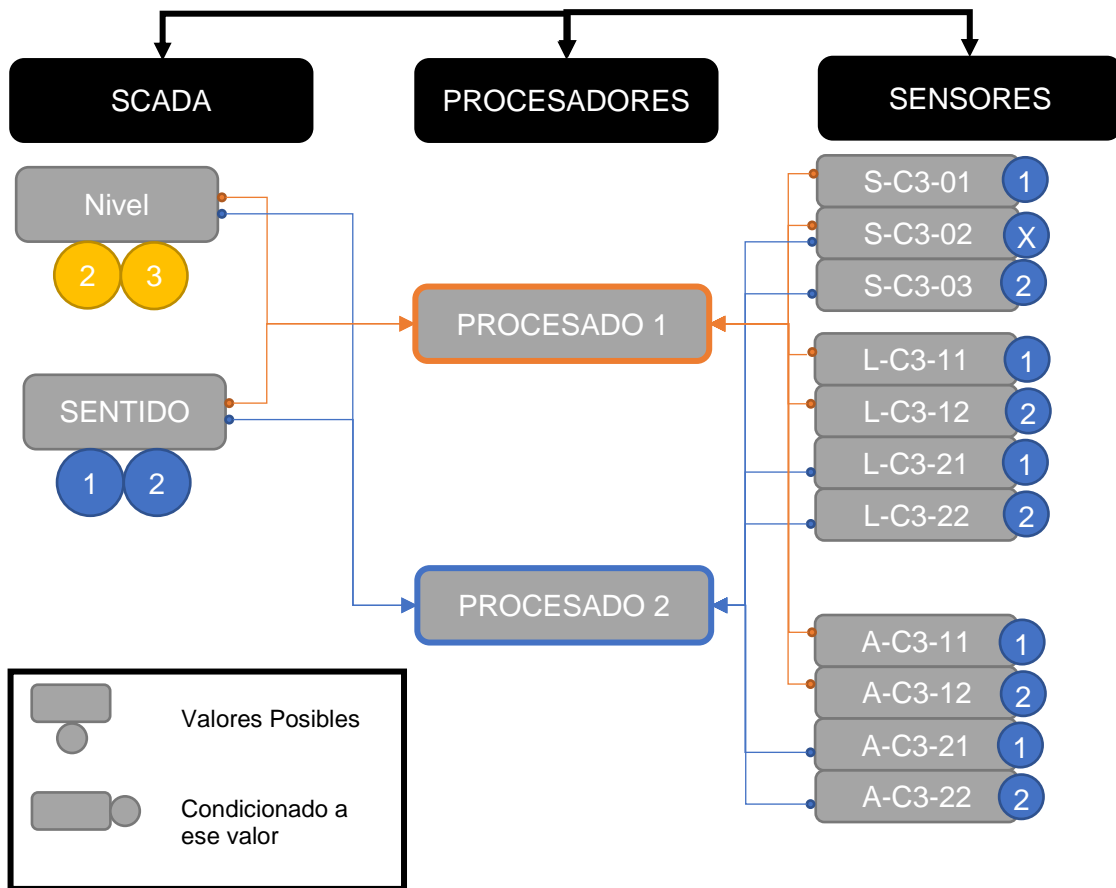 SCADA
PROCESADORES
SENSORES
Nivel
2
3
SENTIDO
1
2
PROCESADO 1
PROCESADO 2
S-C3-01
1
S-C3-02
X
S-C3-03
2
L-C3-11
1
L-C3-12
2
L-C3-21
1
L-C3-22
2
A-C3-11
1
A-C3-12
2
A-C3-21
1
A-C3-22
2
Valores Posibles
Condicionado a
ese valor